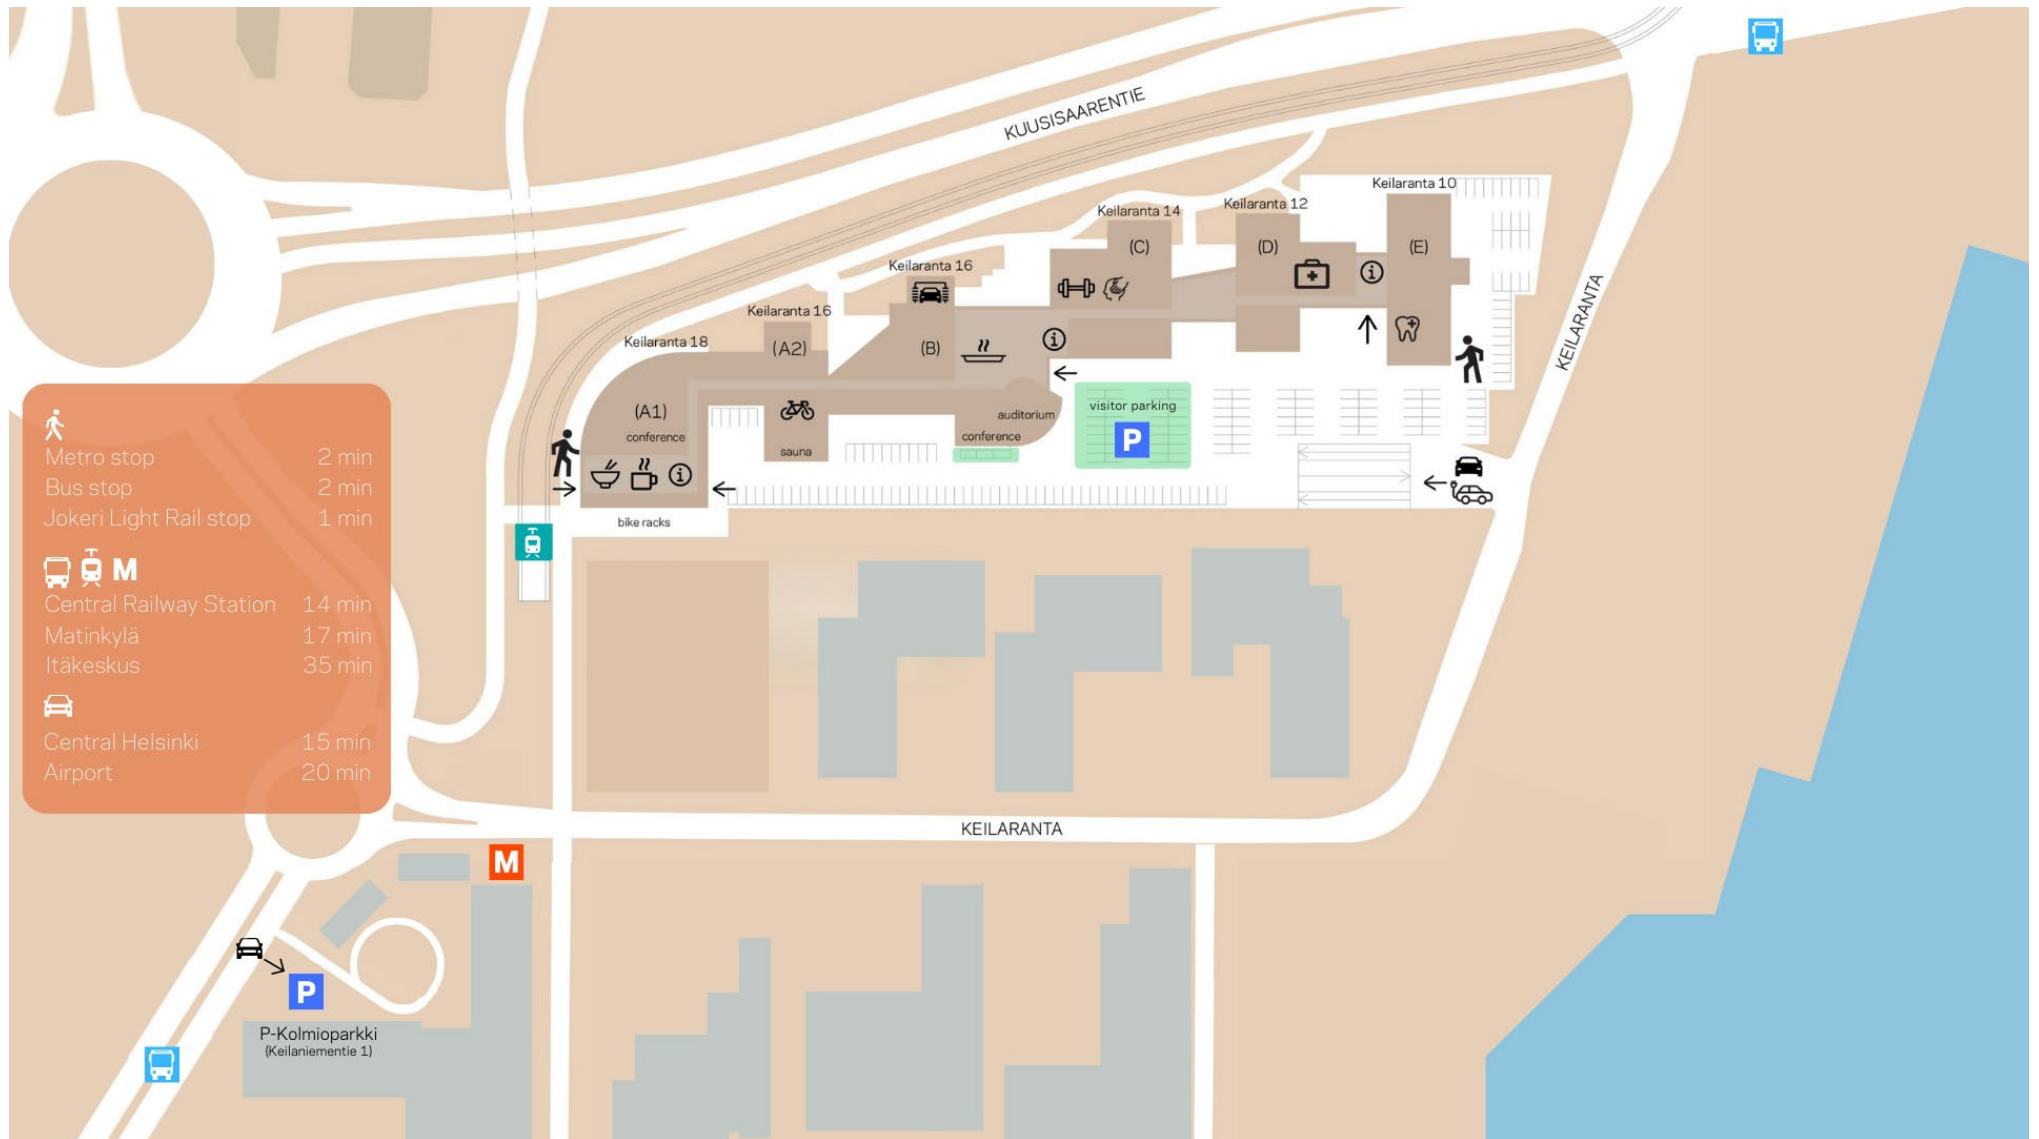 KUUSISAARENTIE
Keilaranta 10
Keilaranta 12
Keilaranta 14
(C)
(D)
(E)
Keilaranta 16
Keilaranta 16
Keilaranta 18
(A2)
(B)
KEILARANTA
(A1)
conference
sauna
auditorium
conference
visitor parking
P
bike racks
Metro stop 2 min
Bus stop 2 min
Jokeri Light Rail stop 1 min
M
Central Railway Station 14 min
Matinkylä 17 min
Itäkeskus 35 min
Central Helsinki 15 min
Airport 20 min
KEILARANTA
M
P
P-Kolmioparkki
(Keilaniementie 1)